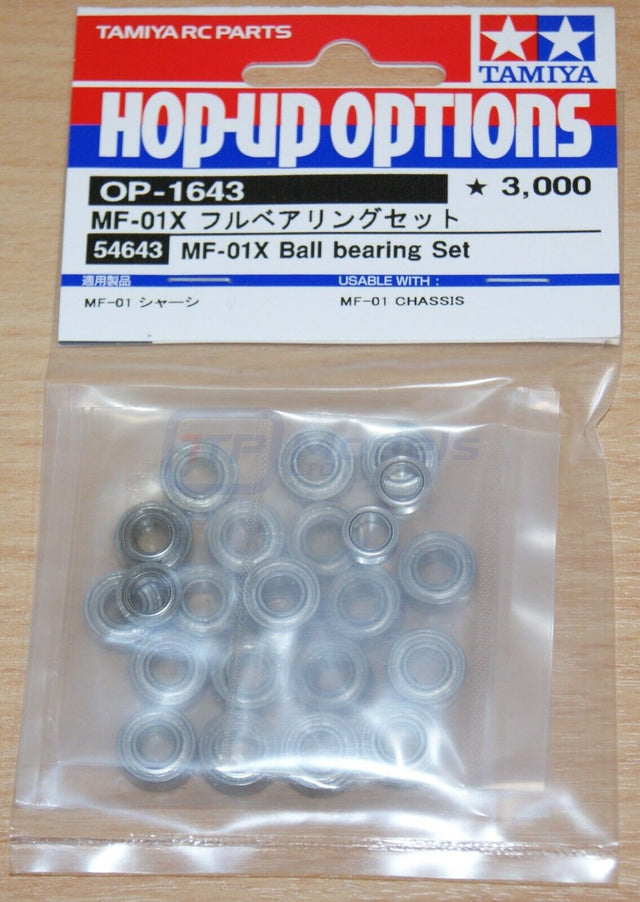 TAMIYA RC PARTS
TAMIYA
HOP-UP OPTIONS
OP-1643
★ 3,000
MF-01X フルベアリングセット
54643 MF-01X Ball bearing Set
適用製品
USABLE WITH :
MF-01 シャーシ
MF-01 CHASSIS
Models